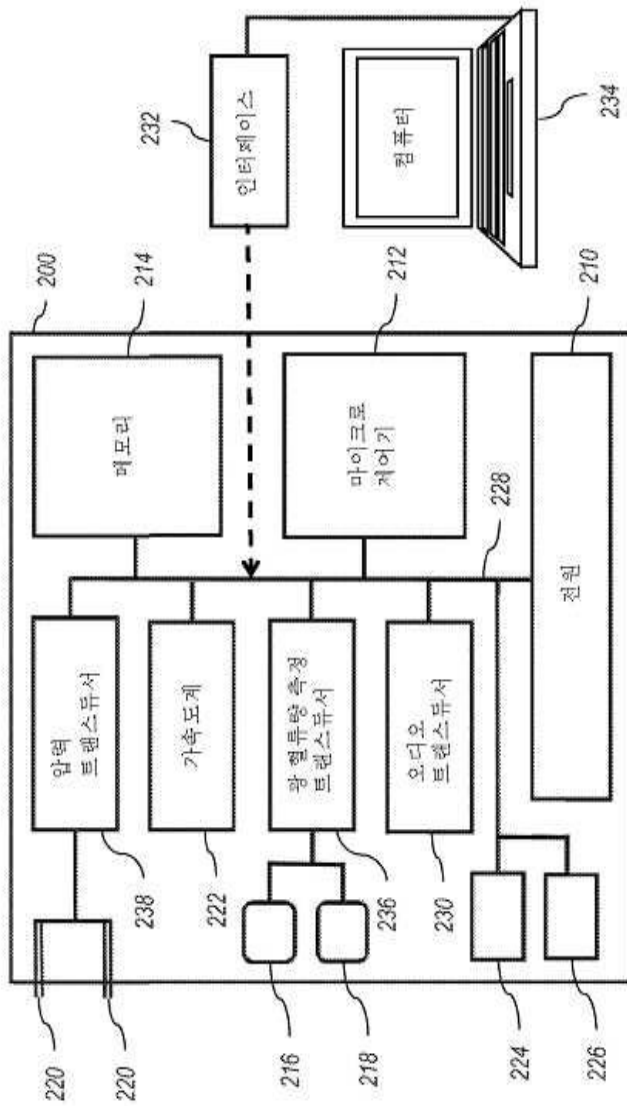 226
224
218
216
220
220
230
236
222
238
오디오
트랜스듀서
광 혈류량 측정
트랜스듀서
가속도계
압력
트랜스듀서
228
전원
마이크로
제어기
메모리
210
212
214
200
232
인터페이스
컴퓨터
234